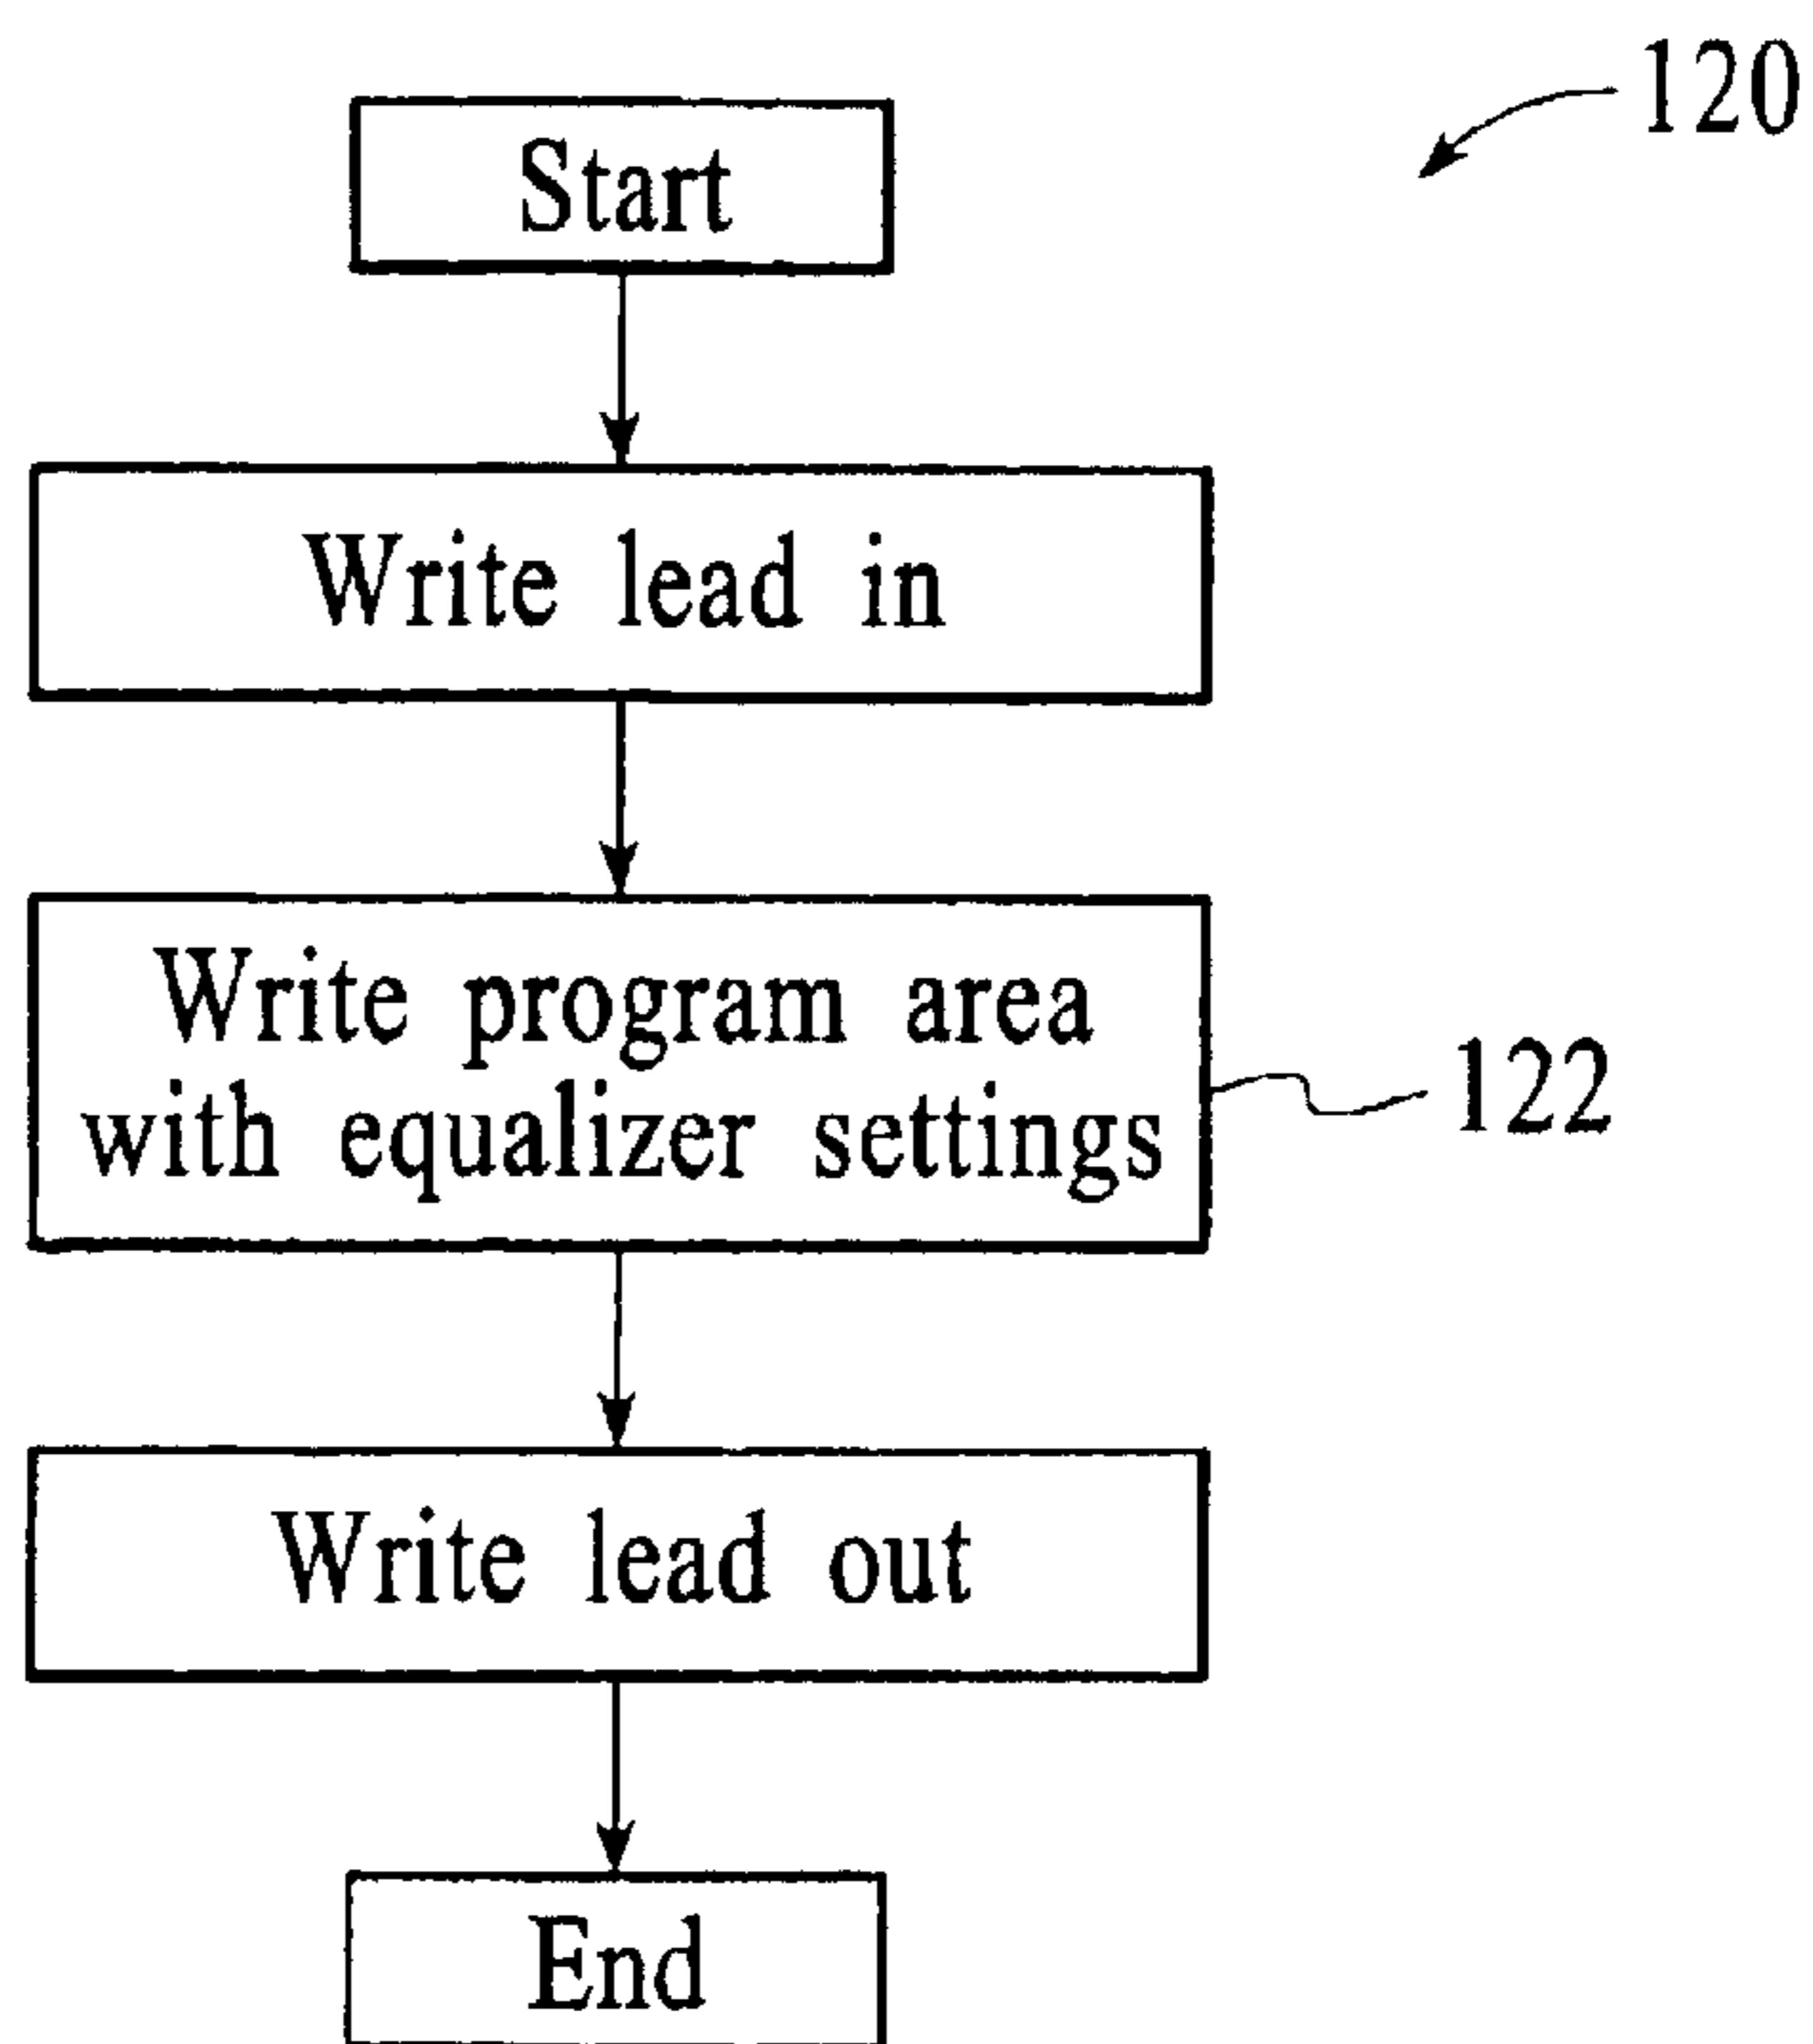 120
Start
Write lead in
Write program area
with equalizer settings
122
Write lead out
End